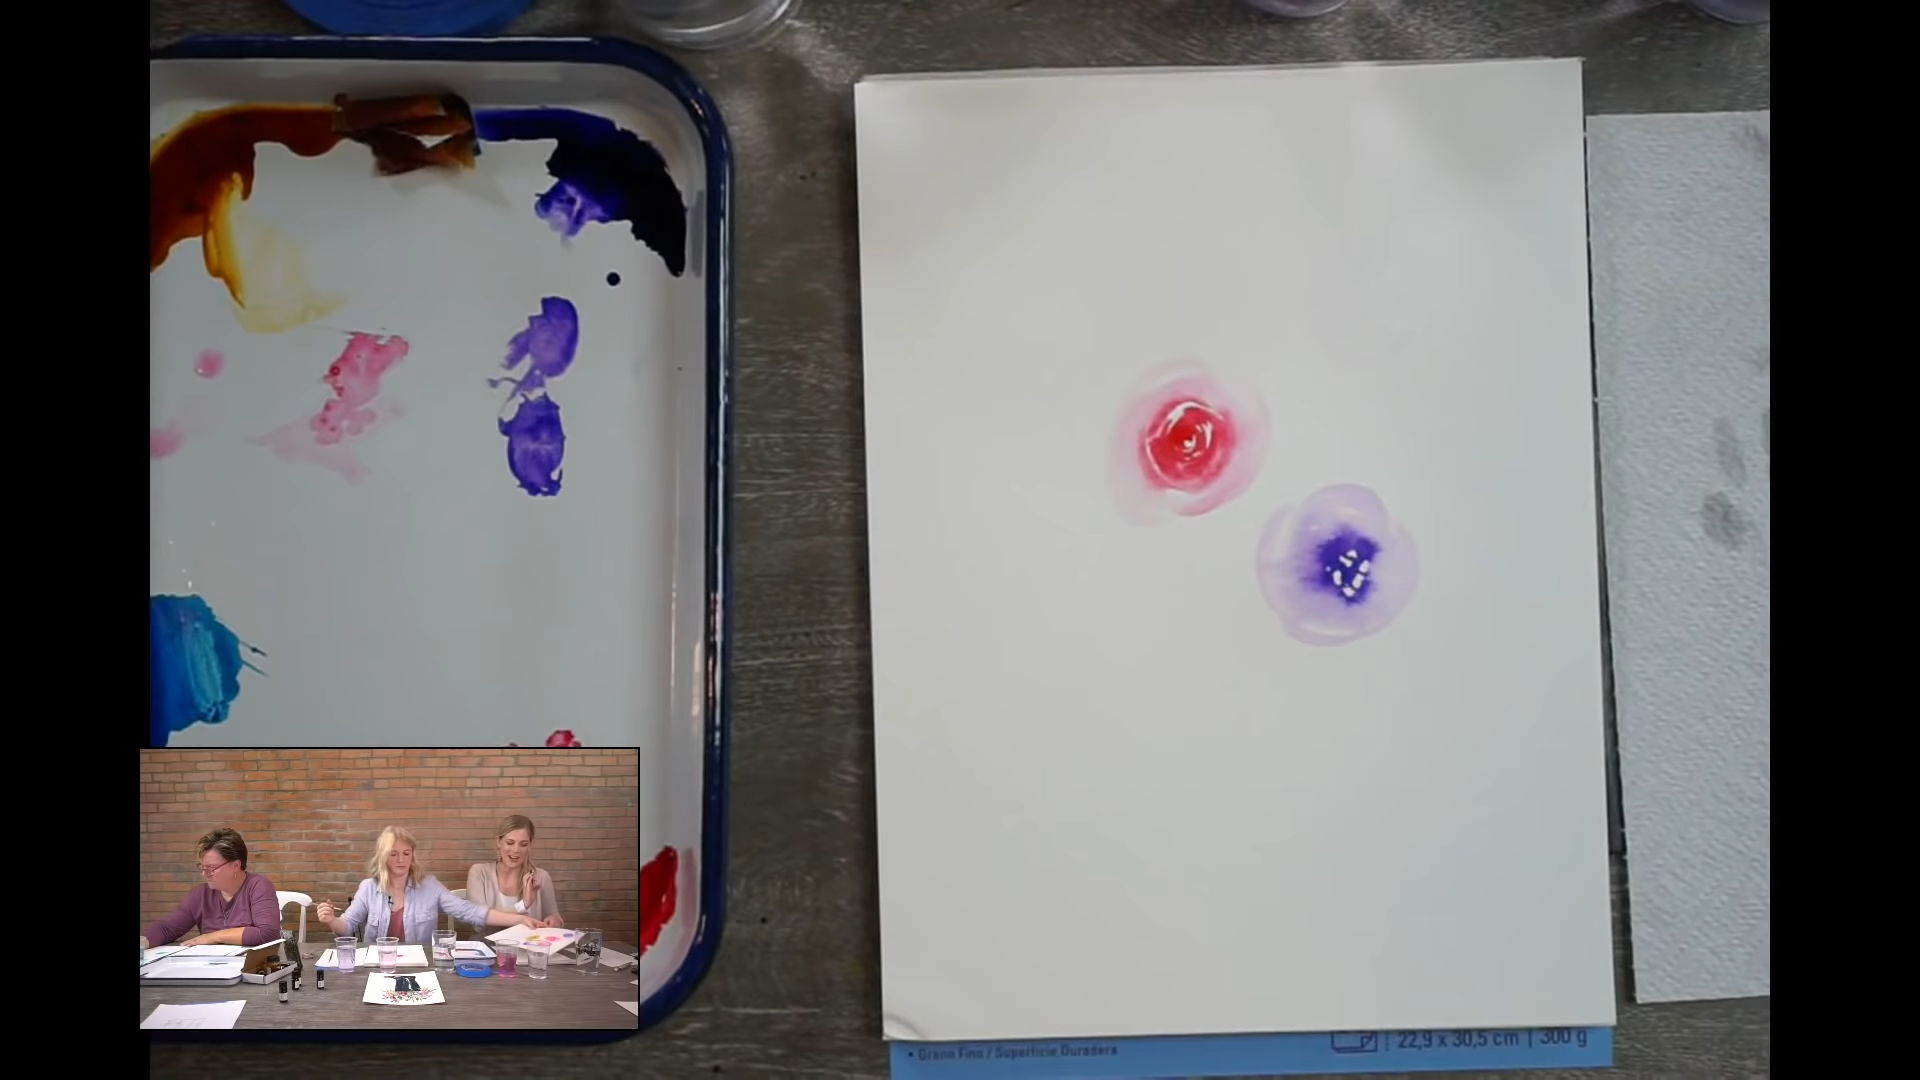 • Grano Fino / Superficie Duradera
22,9 x 30,5 cm | 300 g